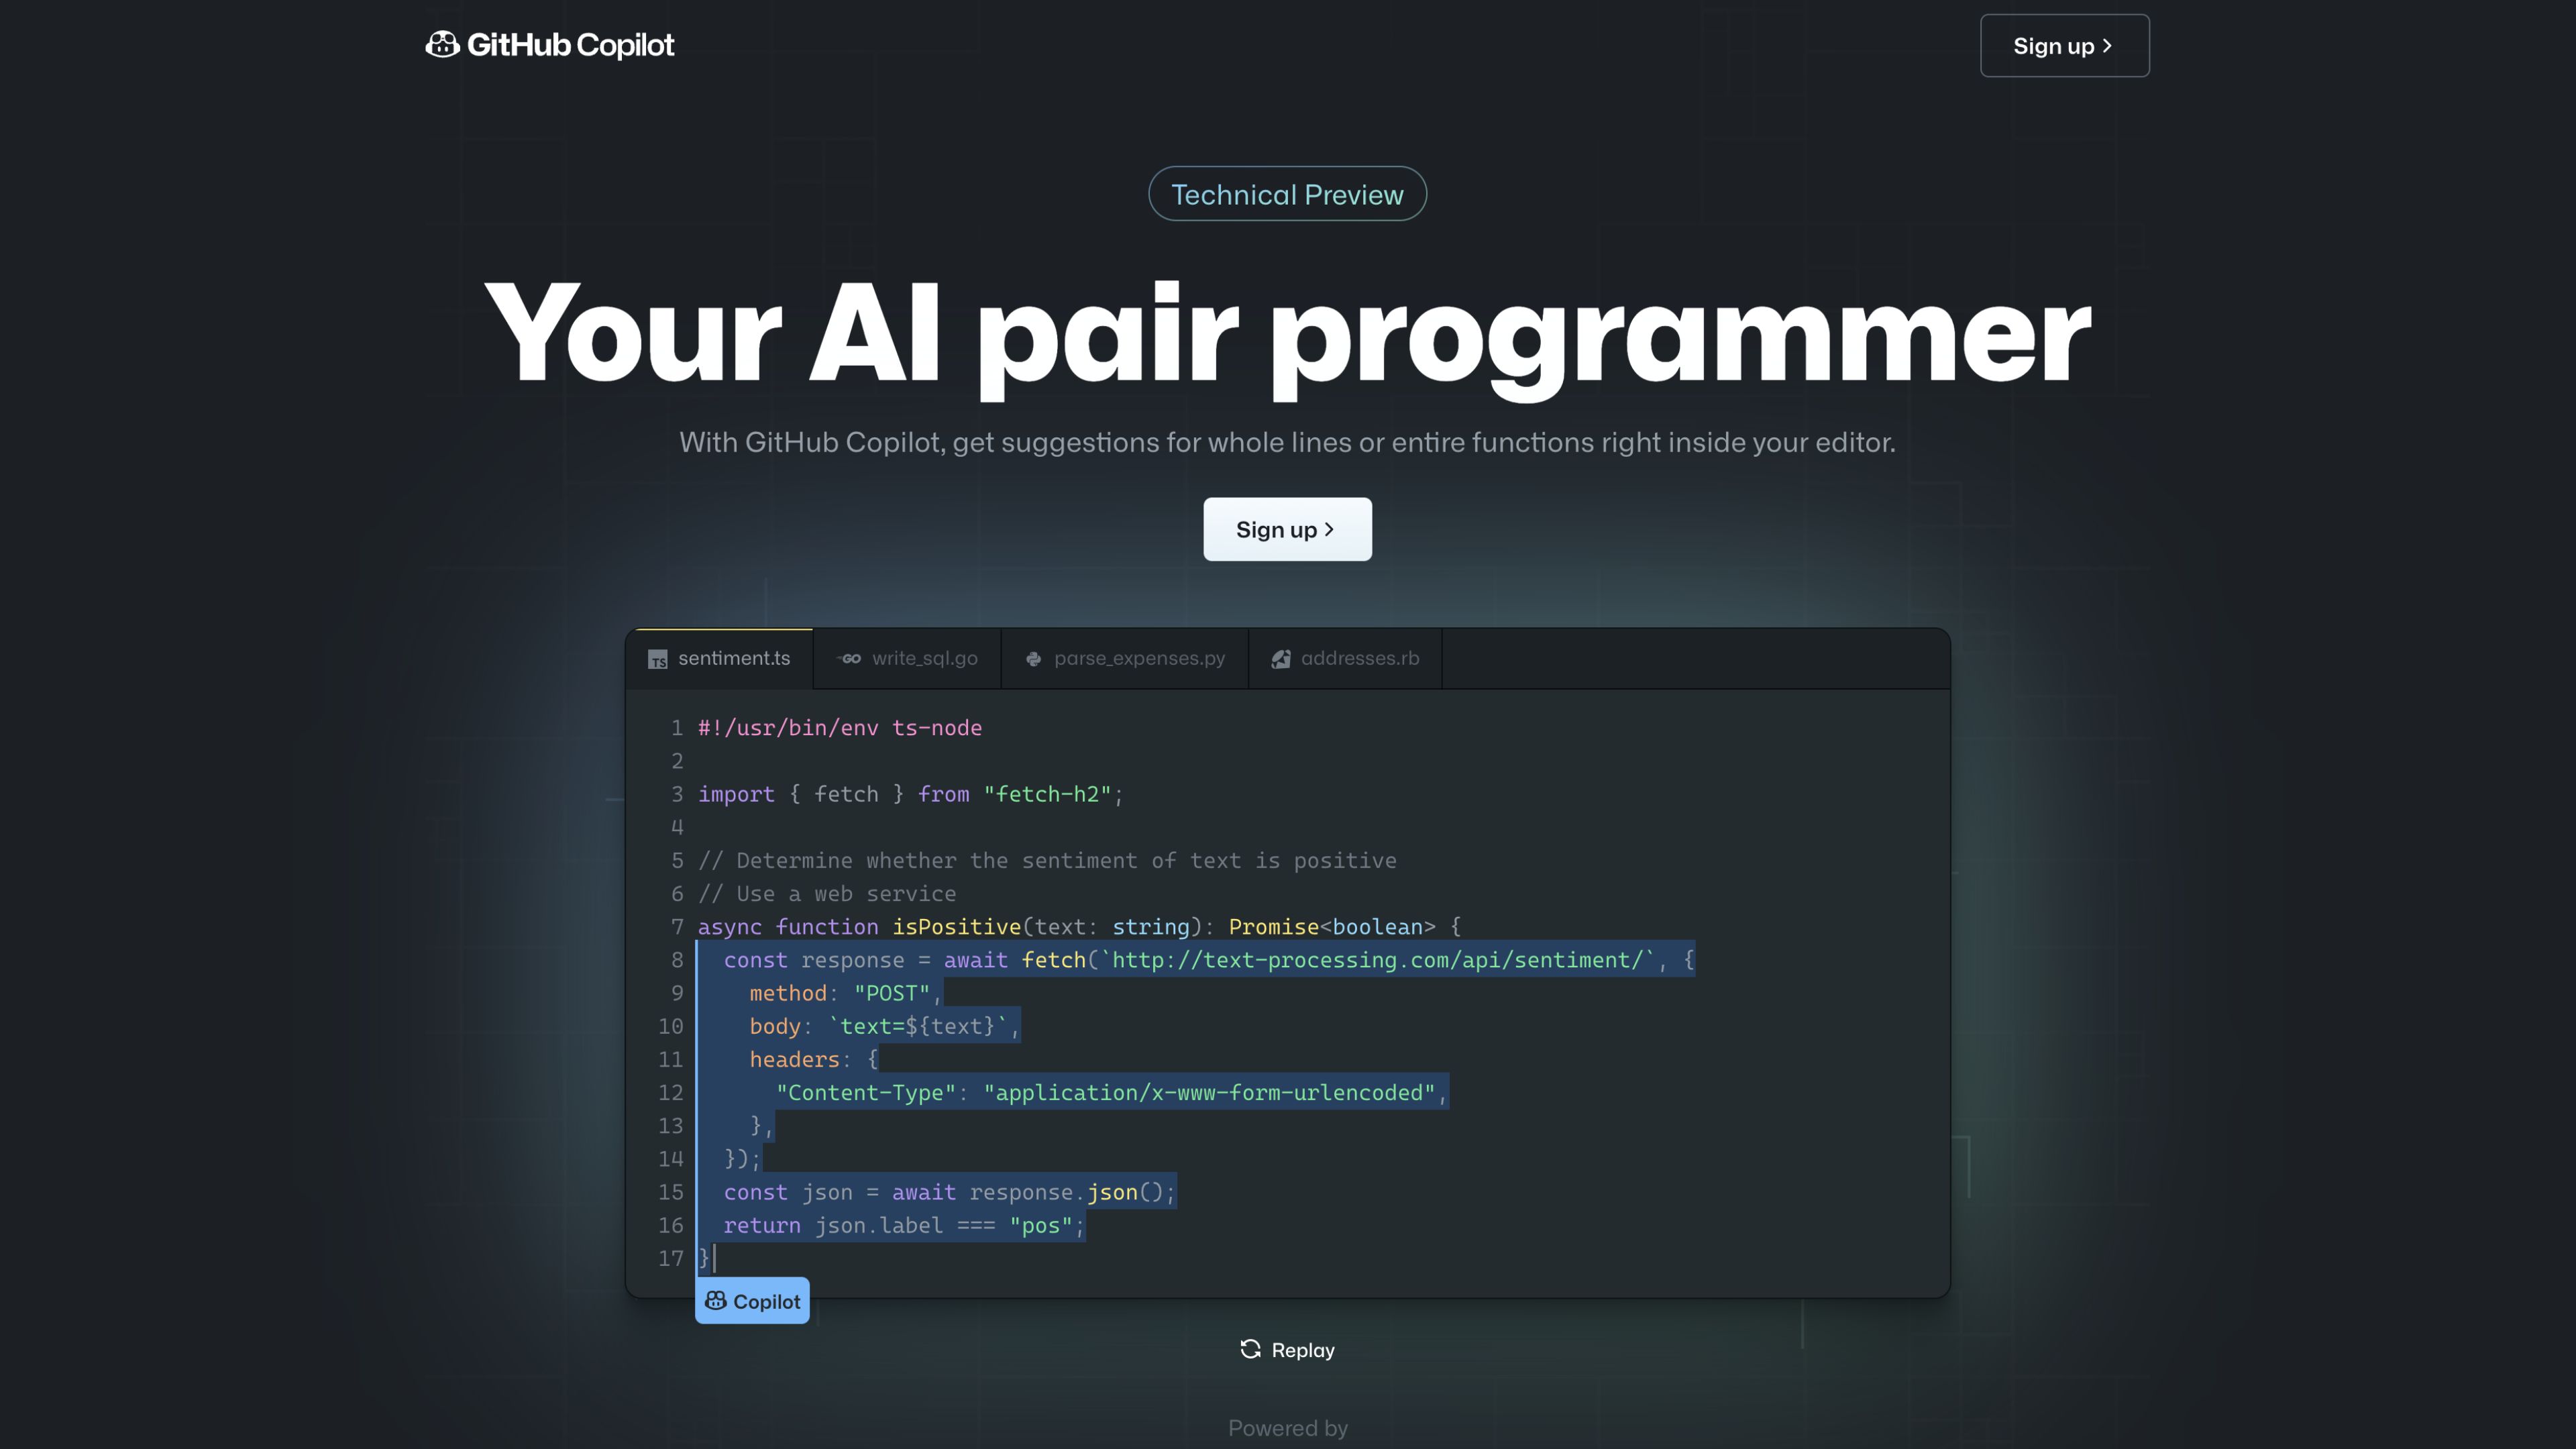 GitHub Copilot
Sign up >
Technical Preview
Your AI pair programmer
With GitHub Copilot, get suggestions for whole lines or entire functions right inside your editor.
Sign up >
TS sentiment.ts GO write_sql.go parse_expenses.py addresses.rb
1 #!/usr/bin/env ts-node
2
3 import { fetch } from "fetch-h2";
4
5 // Determine whether the sentiment of text is positive
6 // Use a web service
7 async function isPositive(text: string): Promise<boolean> {
8   const response = await fetch(`http://text-processing.com/api/sentiment/`, {
9     method: "POST",
10     body: `text=${text}`,
11     headers: {
12       "Content-Type": "application/x-www-form-urlencoded",
13     },
14   });
15   const json = await response.json();
16   return json.label === "pos";
17 }
Copilot
Replay
Powered by